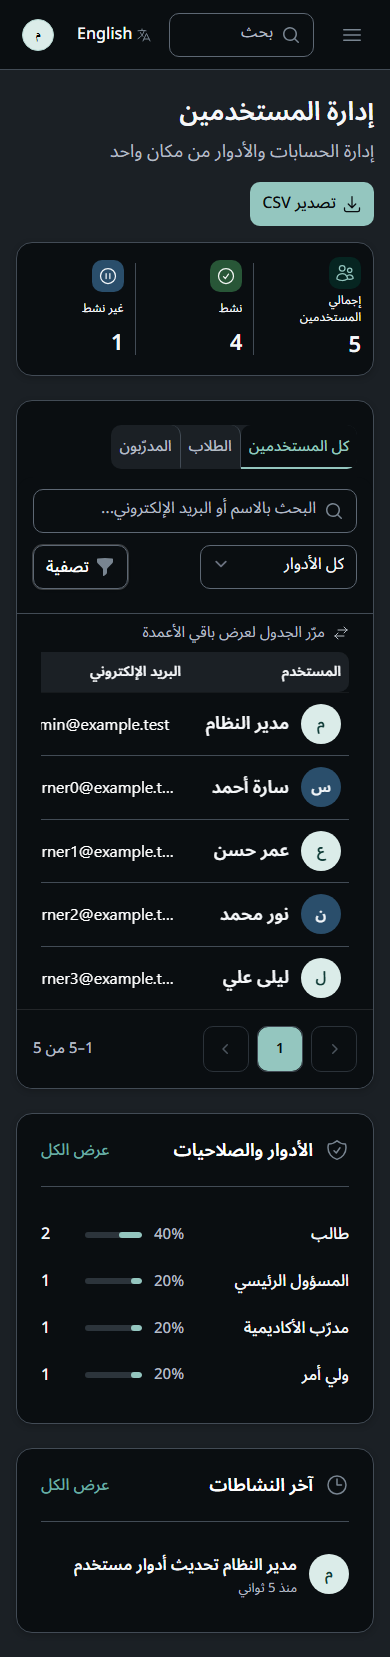 بحث
English
م
إدارة المستخدمين
إدارة الحسابات والأدوار من مكان واحد
تصدير CSV
إجمالي المستخدمين
5
نشط
4
غير نشط
1
كل المستخدمين
الطلاب
المدرّبون
البحث بالاسم أو البريد الإلكتروني...
كل الأدوار
تصفية
مرّر الجدول لعرض باقي الأعمدة
المستخدم البريد الإلكتروني
م مدير النظام min@example.test
س سارة أحمد rner0@example.t...
ع عمر حسن rner1@example.t...
ن نور محمد rner2@example.t...
ل ليلى علي rner3@example.t...
1
1–5 من 5
الأدوار والصلاحيات
عرض الكل
طالب 40% 2
المسؤول الرئيسي 20% 1
مدرّب الأكاديمية 20% 1
ولي أمر 20% 1
آخر النشاطات
عرض الكل
م
مدير النظام تحديث أدوار مستخدم
منذ 5 ثواني